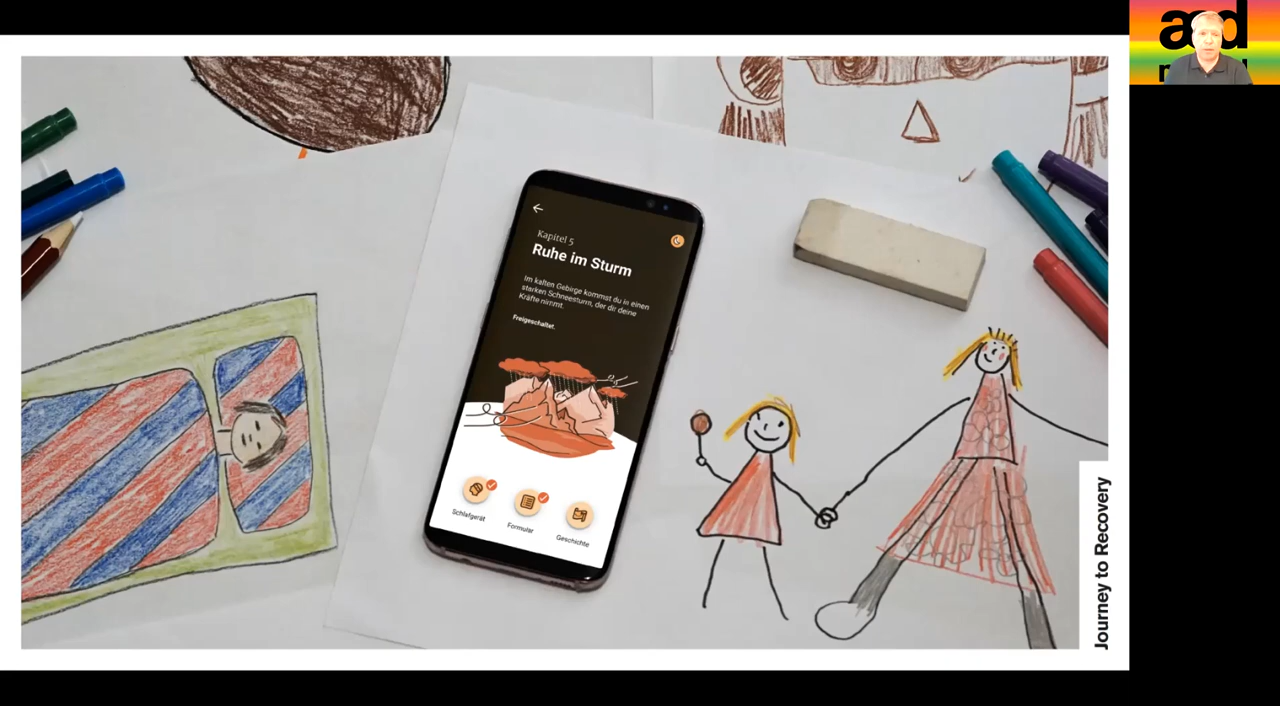 Kapitel 5
Ruhe im Sturm
Im kalten Gebirge kommst du in einen
starken Schneesturm, der dir deine
Kräfte nimmt.
Freigeschaltet.
Schlafgerät
Formular
Geschichte
Journey to Recovery